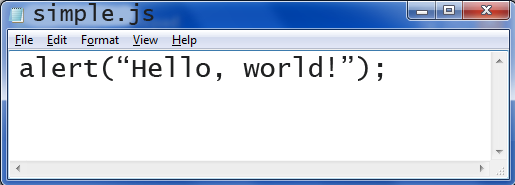 simple.js
File Edit Format View Help
alert(“Hello, world!”);